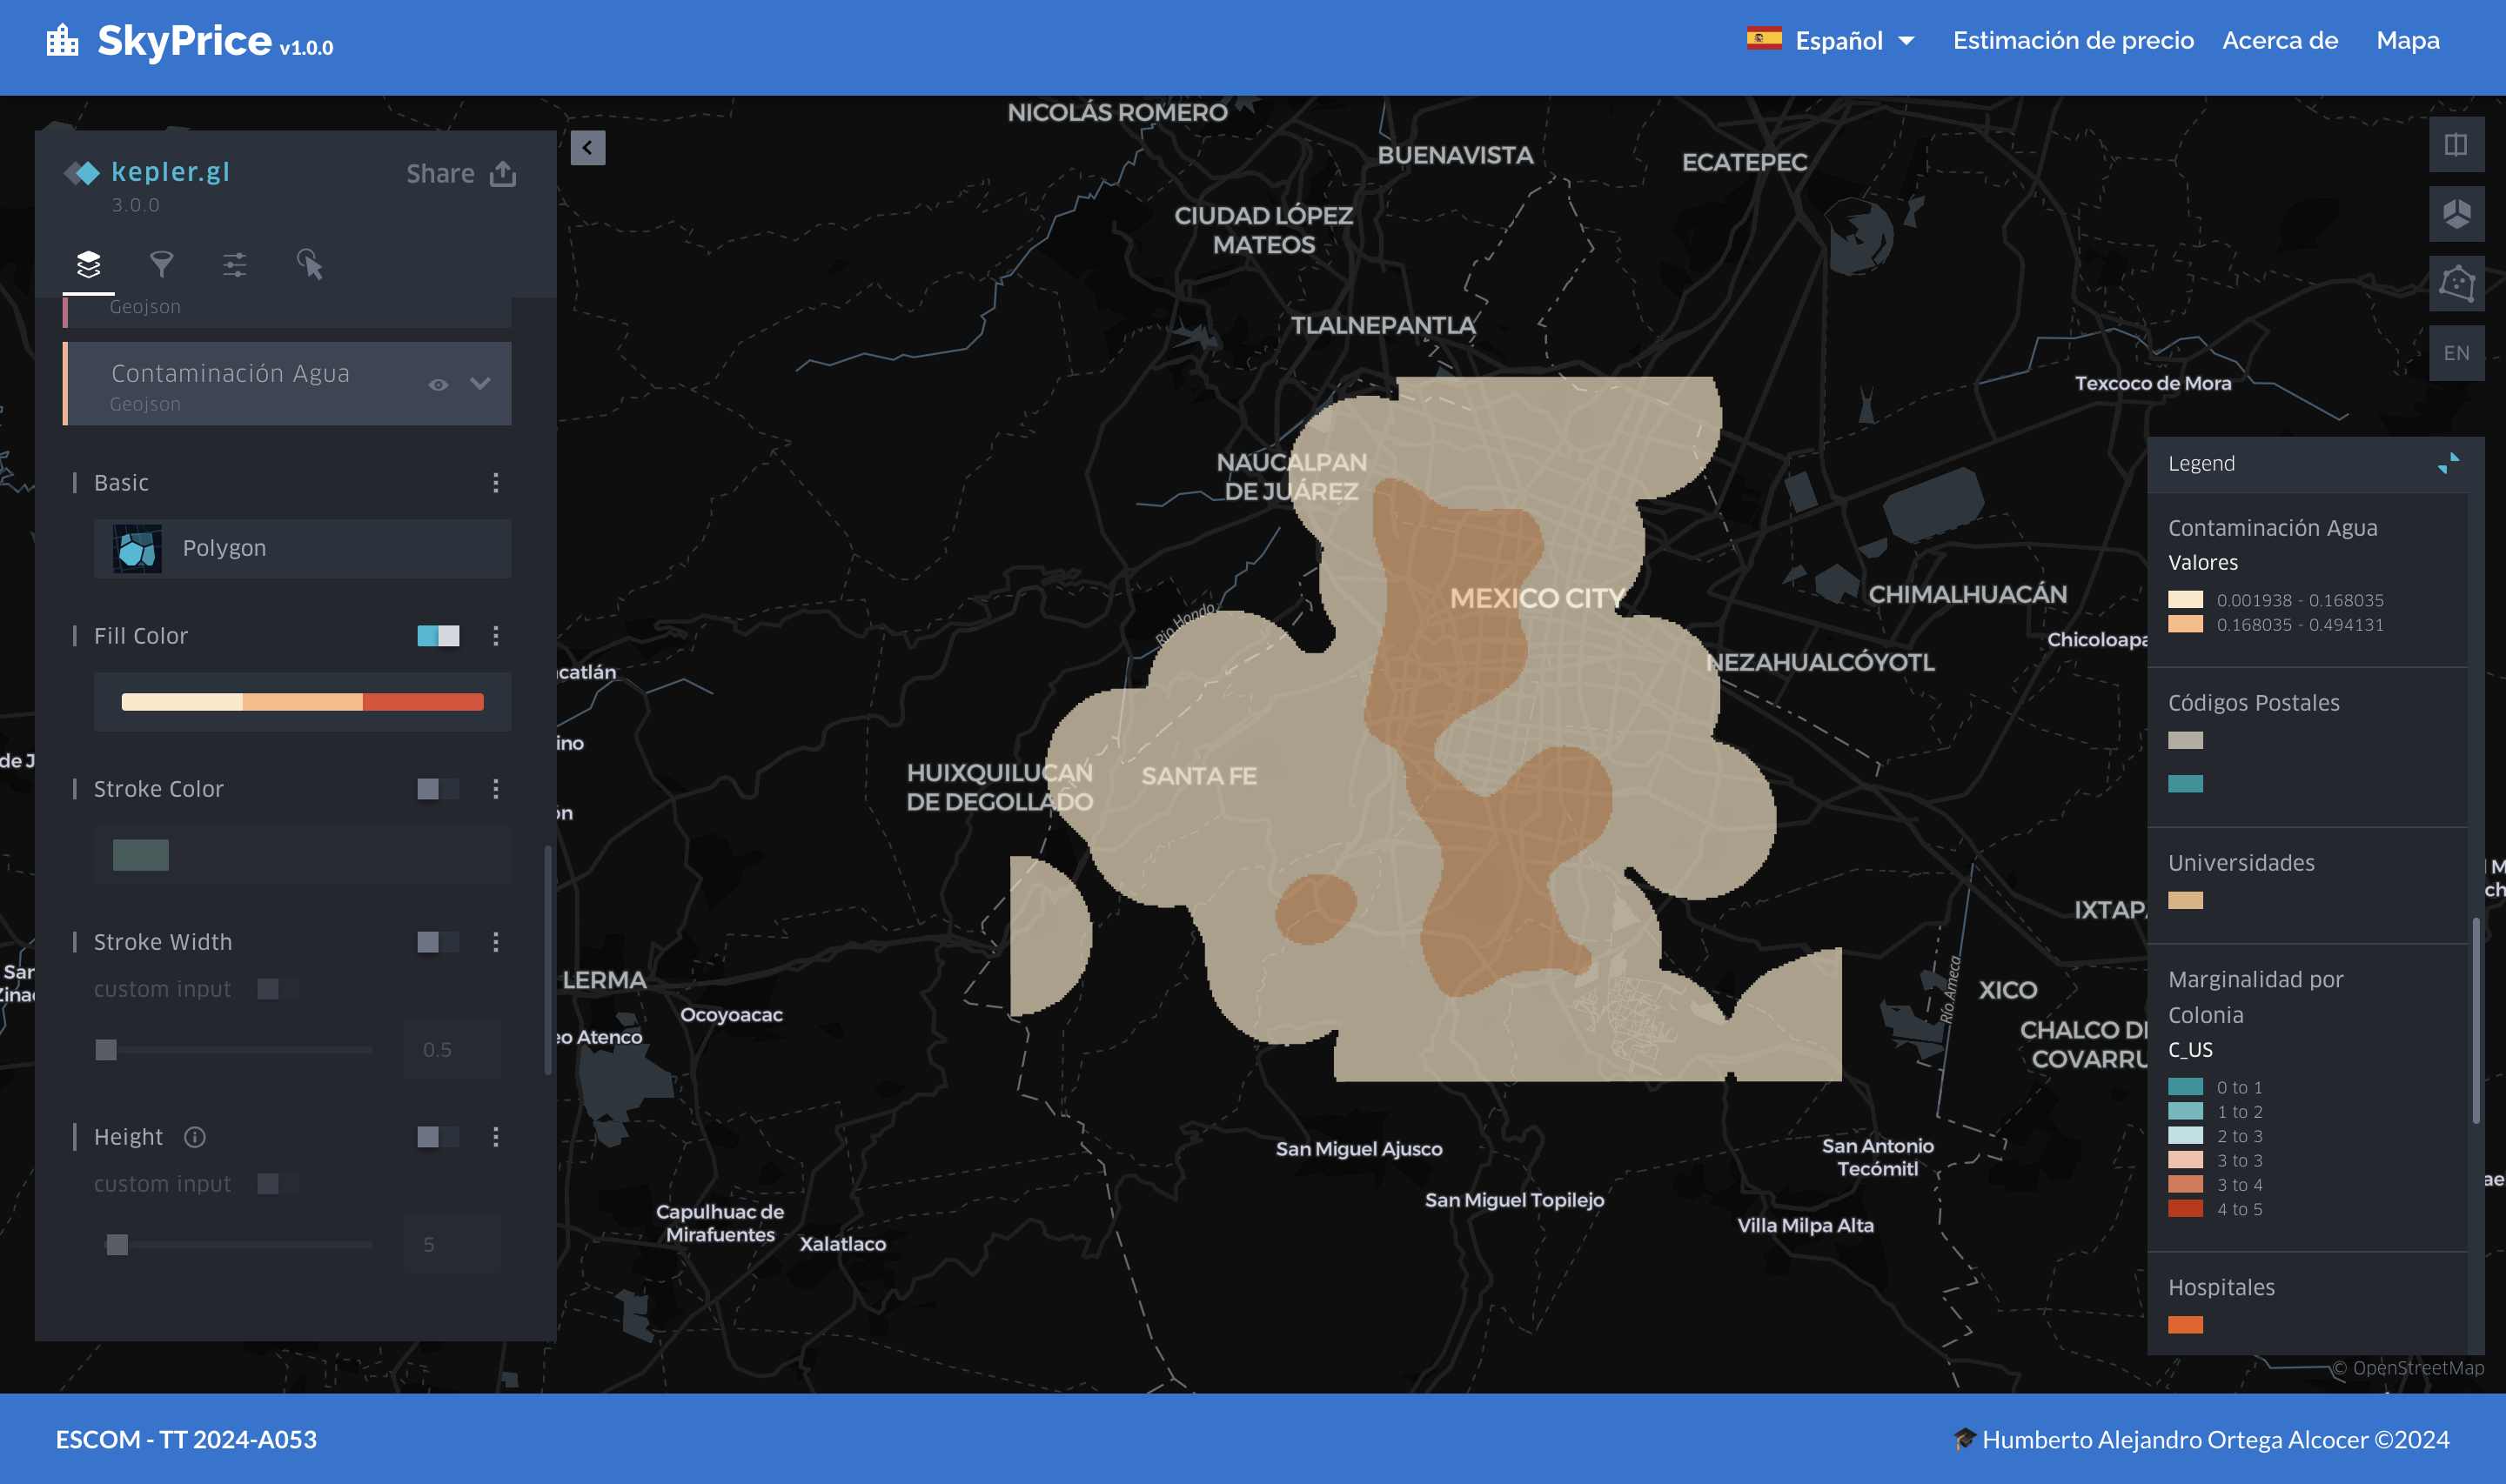 SkyPrice v1.0.0
Español
Estimación de precio
Acerca de
Mapa
kepler.gl
3.0.0
Share
Geojson
Contaminación Agua
Geojson
Basic
Polygon
Fill Color
Stroke Color
Stroke Width
custom input
0.5
Height
custom input
5
NICOLÁS ROMERO
BUENAVISTA
ECATEPEC
CIUDAD LÓPEZ
MATEOS
TLALNEPANTLA
Texcoco de Mora
NAUCALPAN
DE JUÁREZ
MEXICO CITY
CHIMALHUACÁN
Río Hondo
Chicoloapa
NEZAHUALCÓYOTL
catlán
ino
de J
HUIXQUILUCAN
DE DEGOLLADO
SANTA FE
ón
IXTAPA
San
Zina
LERMA
Ocoyoacac
eo Atenco
Río Ameca
XICO
CHALCO DE
COVARRU
San Miguel Ajusco
San Antonio
Tecómitl
San Miguel Topilejo
Villa Milpa Alta
Capulhuac de
Mirafuentes
Xalatlaco
EN
Legend
Contaminación Agua
Valores
0.001938 - 0.168035
0.168035 - 0.494131
Códigos Postales
Universidades
Marginalidad por
Colonia
C_US
0 to 1
1 to 2
2 to 3
3 to 3
3 to 4
4 to 5
Hospitales
© OpenStreetMap
ESCOM - TT 2024-A053
Humberto Alejandro Ortega Alcocer ©2024